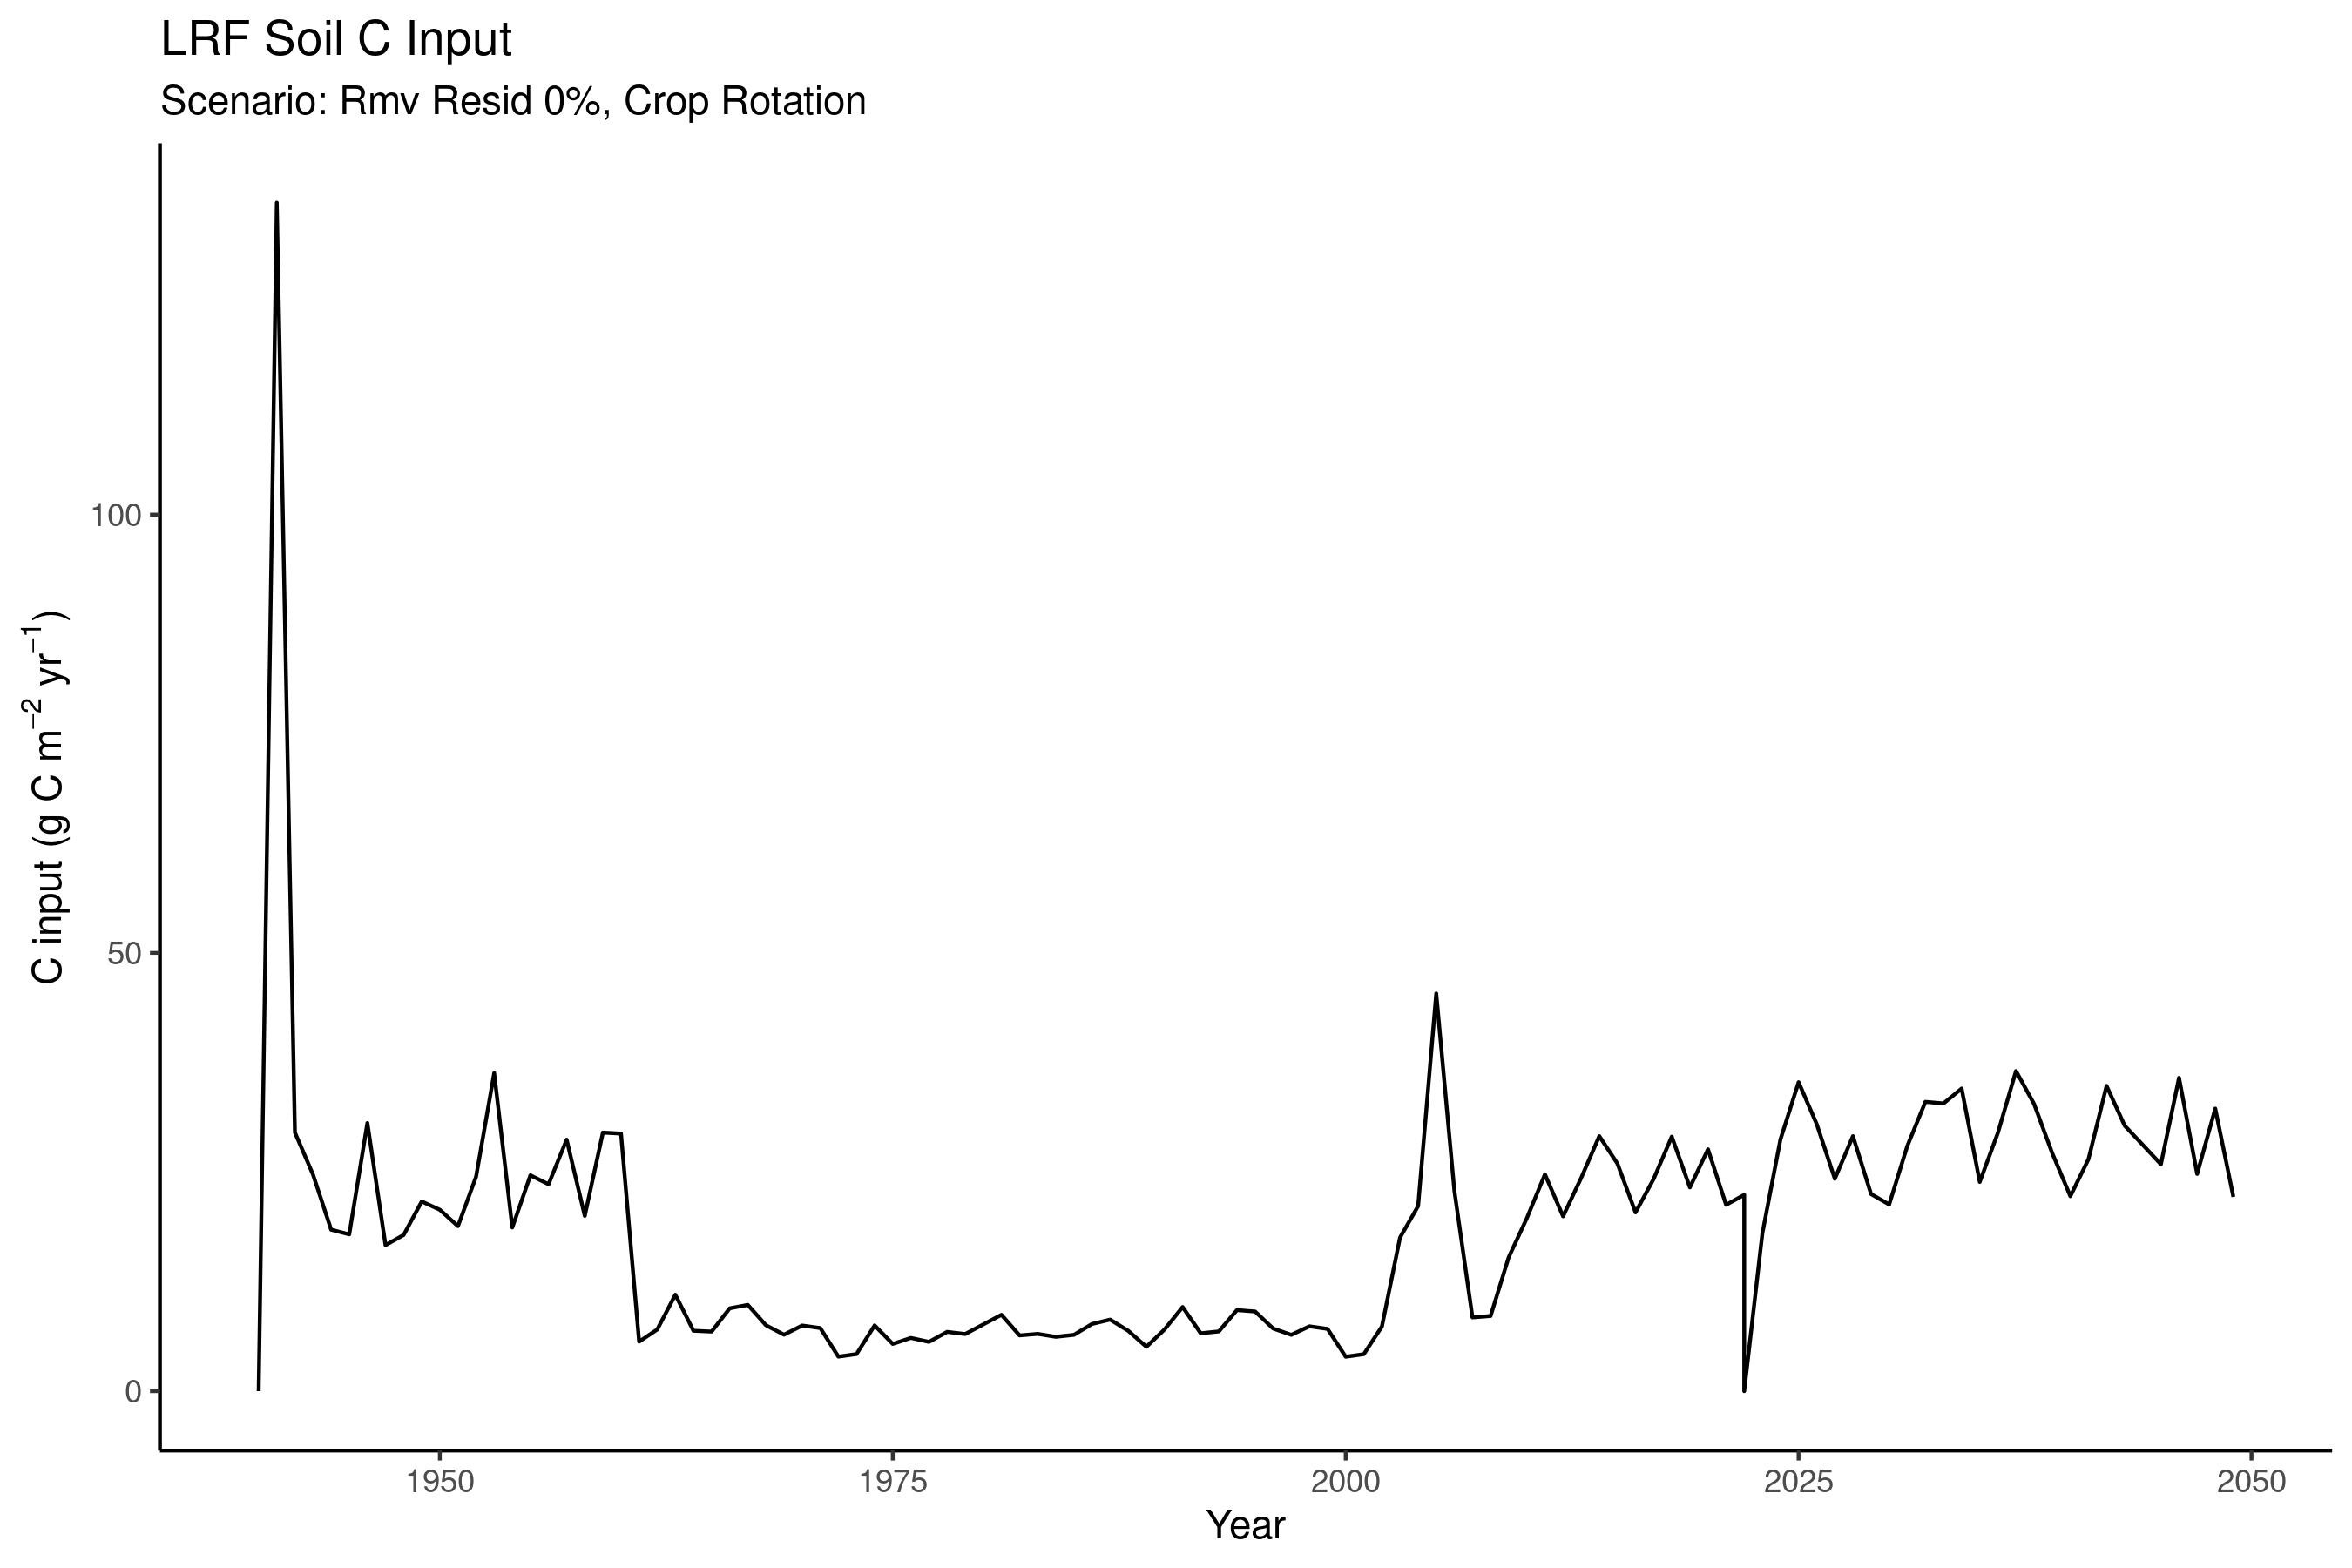 LRF Soil C Input
Scenario: Rmv Resid 0%, Crop Rotation
C input (g C m⁻² yr⁻¹)
100
50
0
1950 1975 2000 2025 2050
Year